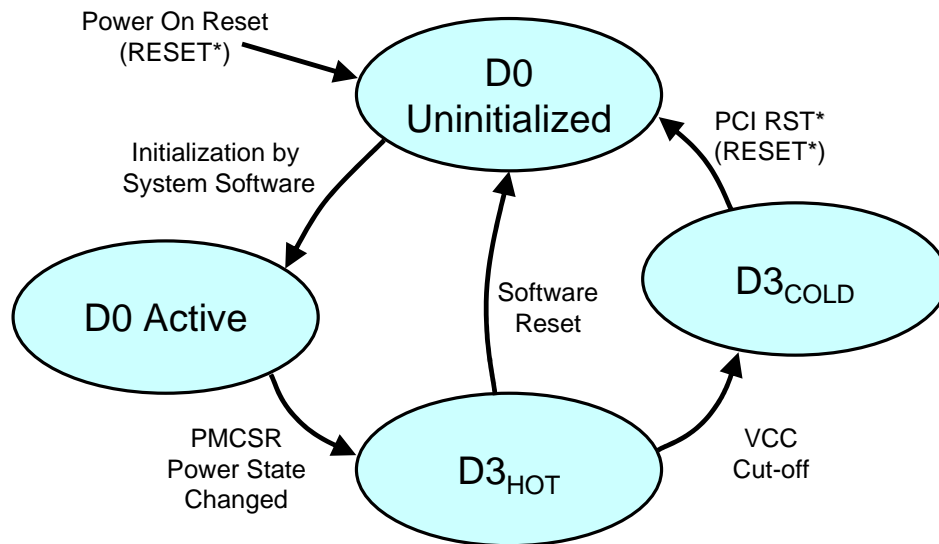 Power On Reset
(RESET*)
D0
Uninitialized
PCI RST*
(RESET*)
Initialization by
System Software
D0 Active
Software
Reset
D3COLD
PMCSR
Power State
Changed
D3HOT
VCC
Cut-off